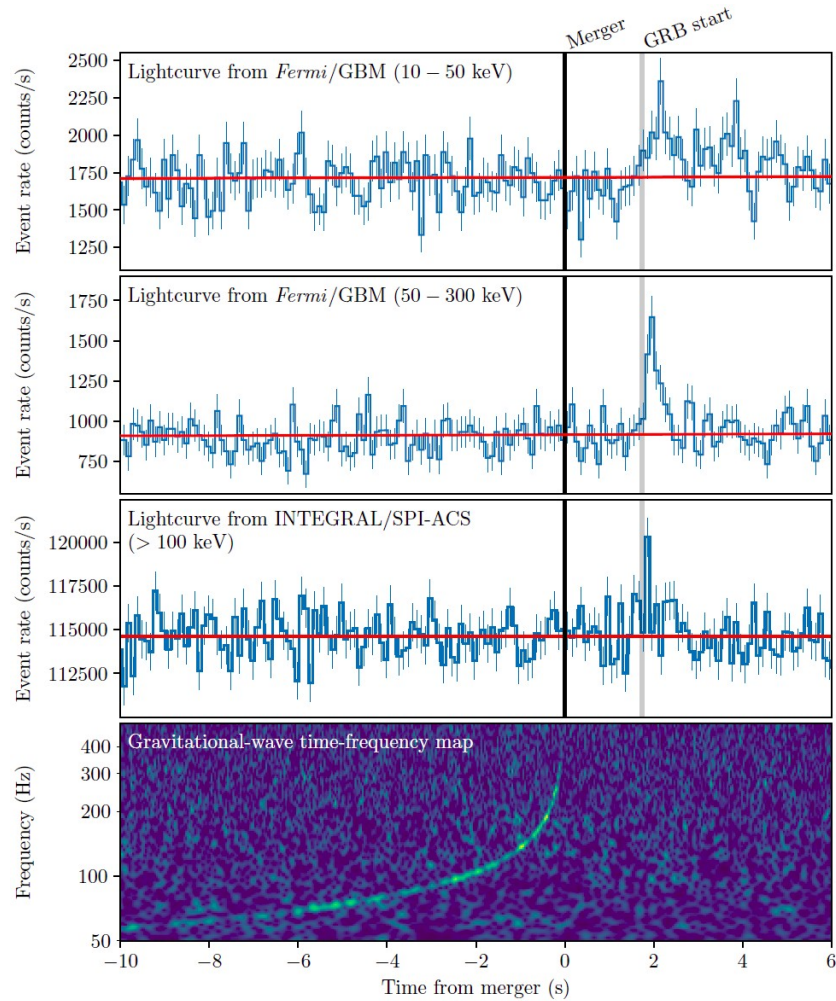 Merger
GRB start
Lightcurve from Fermi/GBM (10 − 50 keV)
Event rate (counts/s)
2500
2250
2000
1750
1500
1250
Lightcurve from Fermi/GBM (50 − 300 keV)
Event rate (counts/s)
1750
1500
1250
1000
750
Lightcurve from INTEGRAL/SPI-ACS
(> 100 keV)
Event rate (counts/s)
120000
117500
115000
112500
Gravitational-wave time-frequency map
Frequency (Hz)
400
300
200
100
50
−10 −8 −6 −4 −2 0 2 4 6
Time from merger (s)